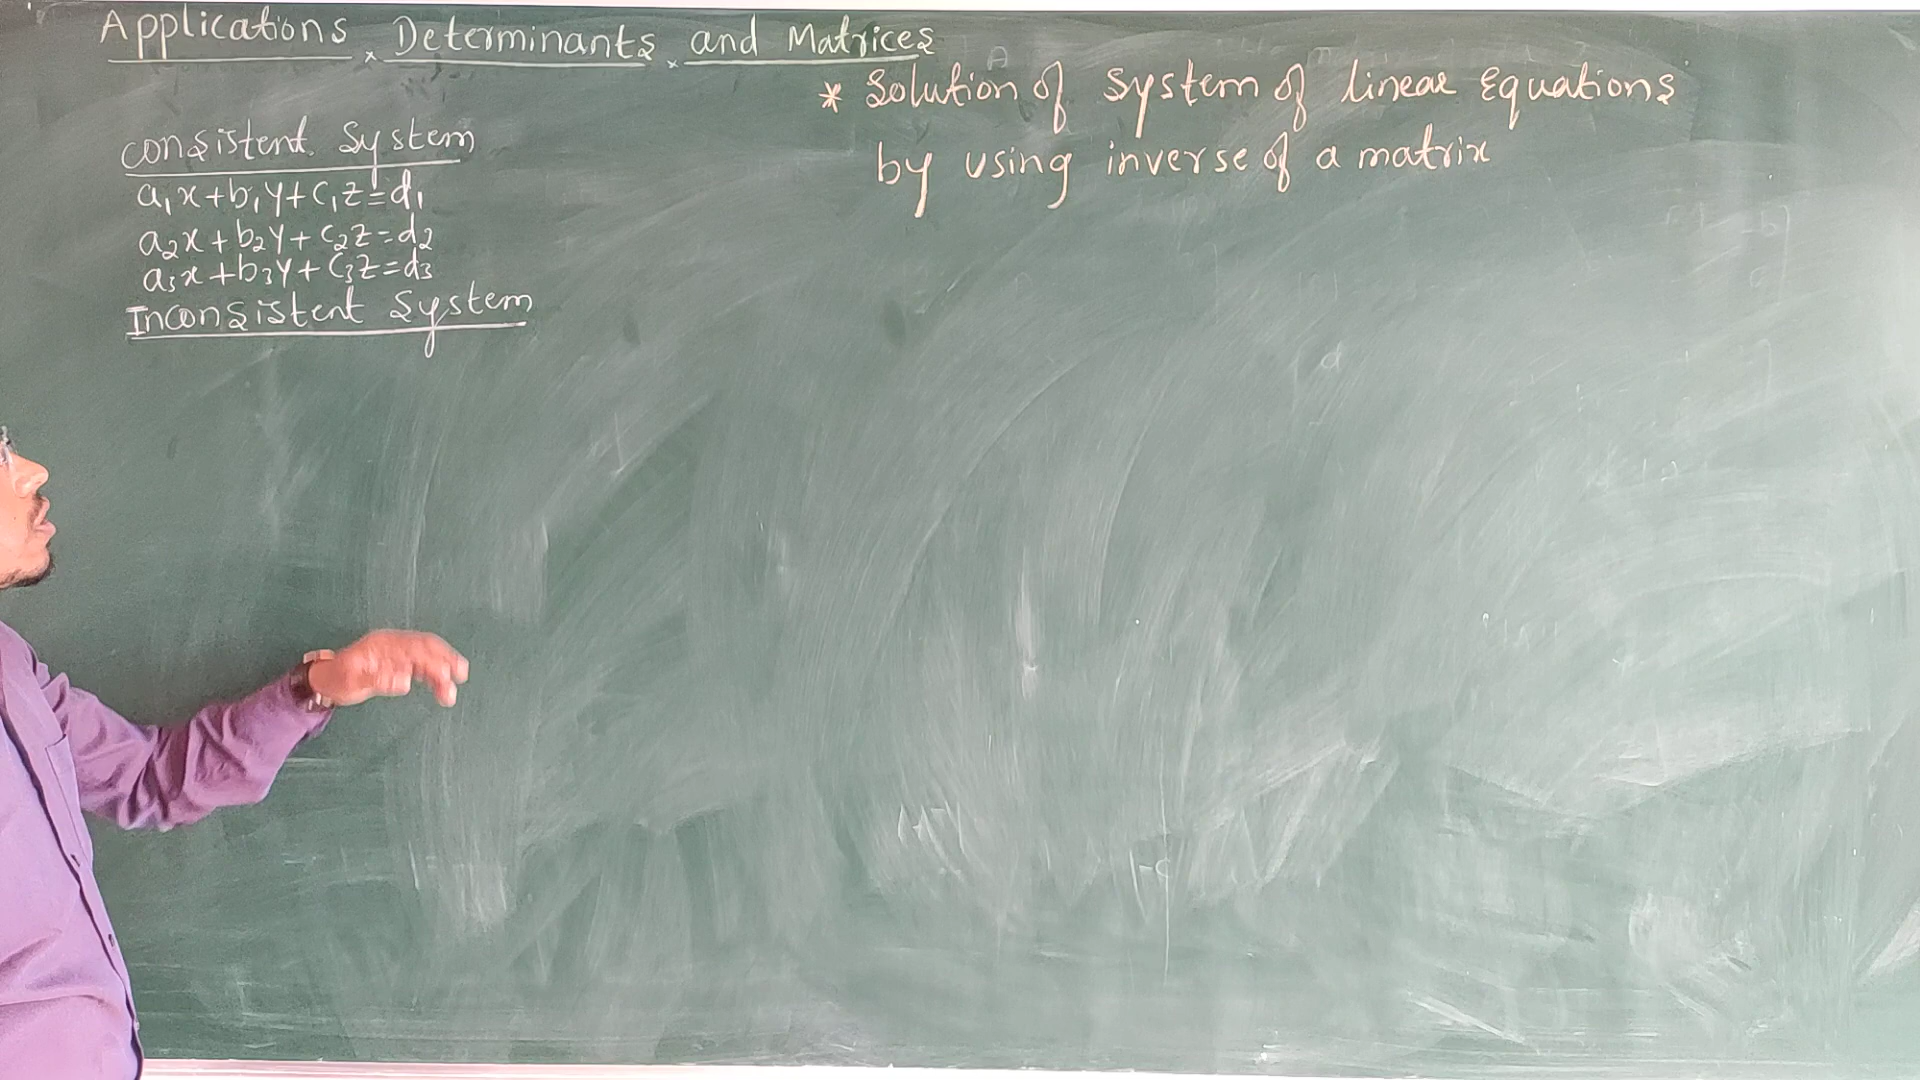 Applications Determinants and Matrices
consistent System
a₁x+b₁y+c₁z=d₁
a₂x+b₂y+c₂z=d₂
a₃x+b₃y+c₃z=d₃
Inconsistent System
* Solution of System of linear Equations
by using inverse of a matrix